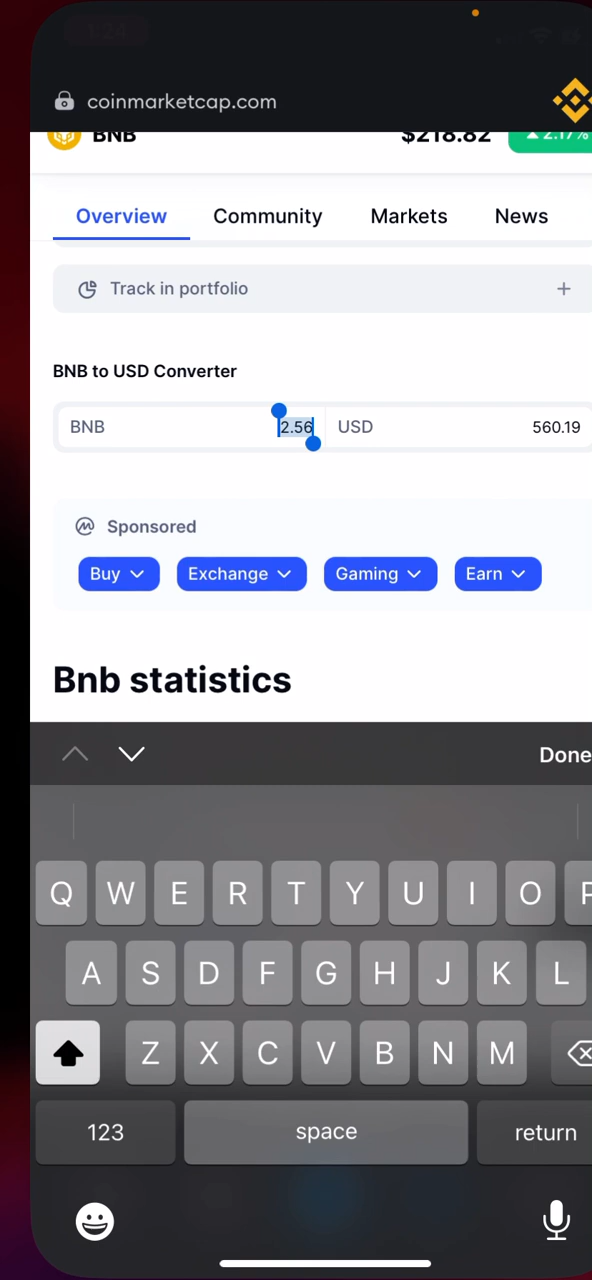 coinmarketcap.com
BNB $218.82 2.17%
Overview Community Markets News
Track in portfolio +
BNB to USD Converter
BNB 2.56 USD 560.19
Sponsored
Buy Exchange Gaming Earn
Bnb statistics
Done
Q W E R T Y U I O P
A S D F G H J K L
Z X C V B N M
123 space return